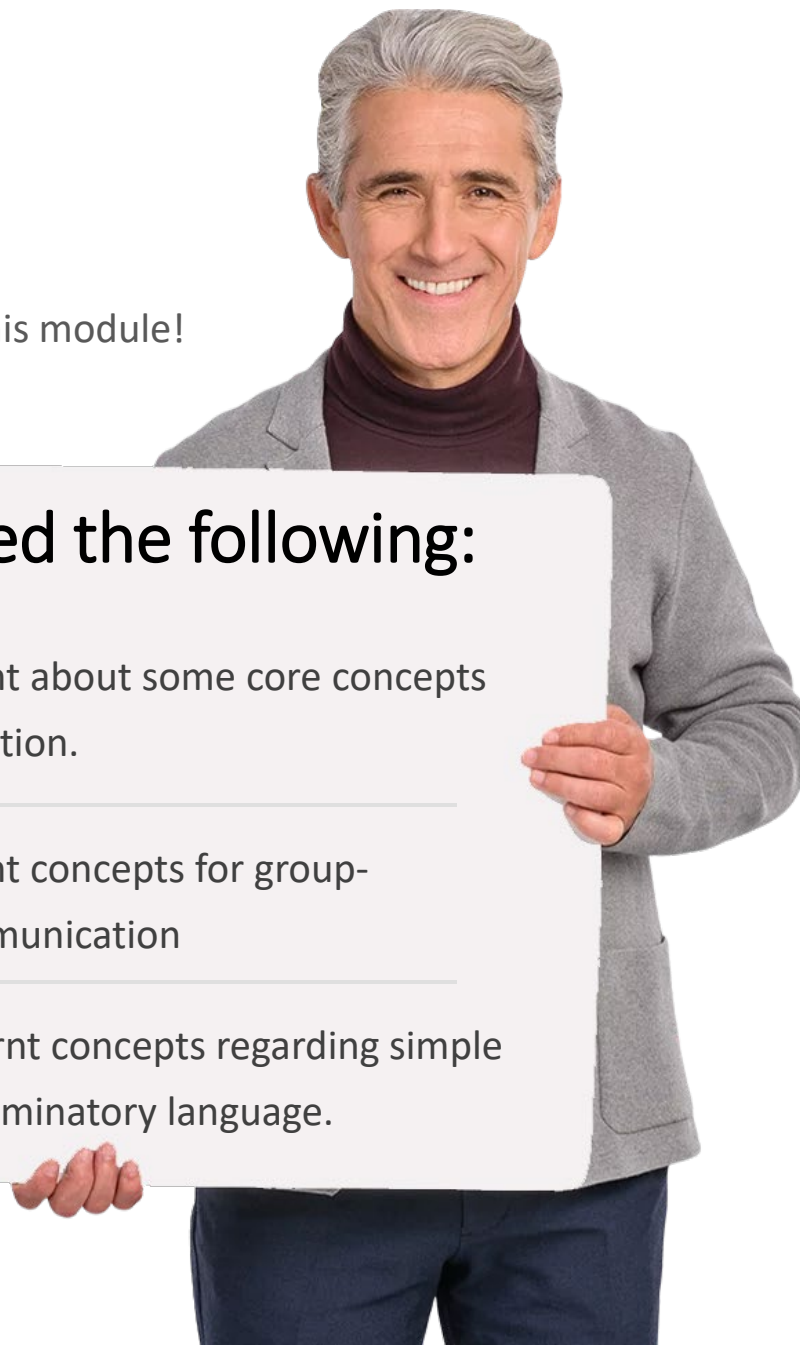 is module!
ed the following:
nt about some core concepts
tion.
nt concepts for group-
munication
rnt concepts regarding simple
minatory language.